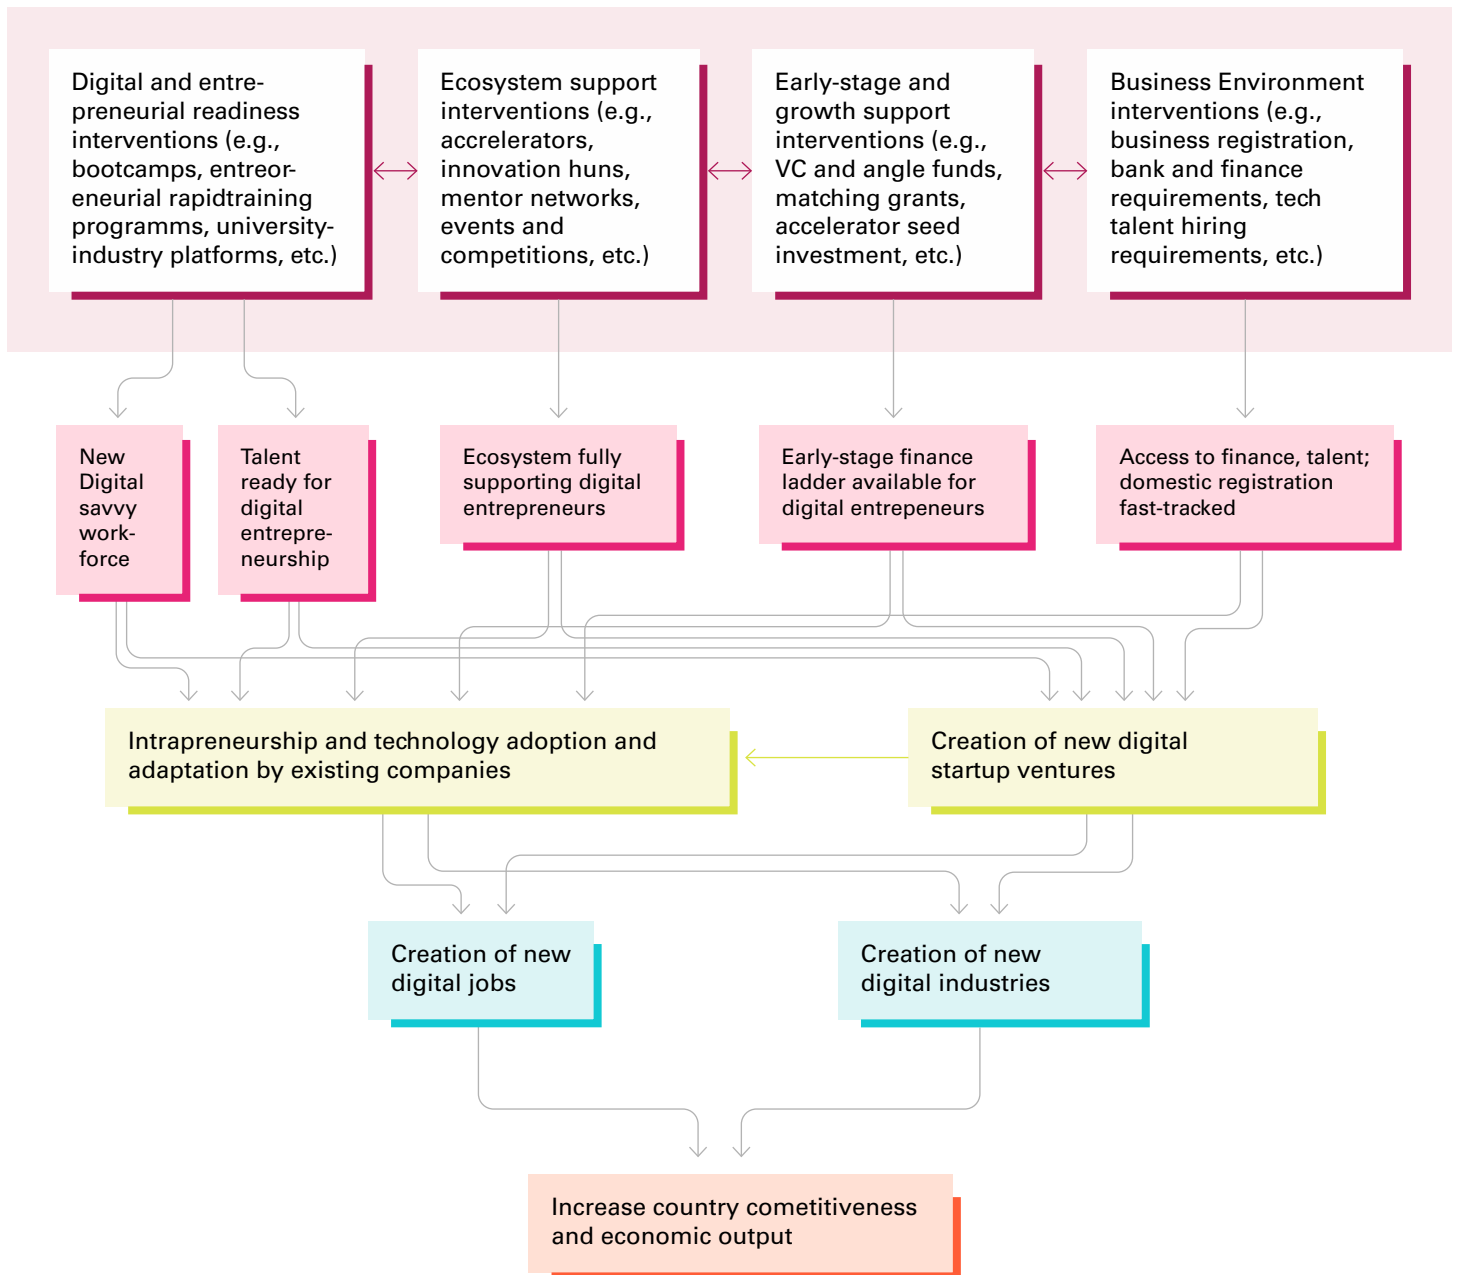 Digital and entre-
preneurial readiness
interventions (e.g.,
bootcamps, entreor-
eneurial rapidtraining
programms, university-
industry platforms, etc.)
Ecosystem support
interventions (e.g.,
accrelerators,
innovation huns,
mentor networks,
events and
competitions, etc.)
Early-stage and
growth support
interventions (e.g.,
VC and angle funds,
matching grants,
accelerator seed
investment, etc.)
Business Environment
interventions (e.g.,
business registration,
bank and finance
requirements, tech
talent hiring
requirements, etc.)
New
Digital
savvy
work-
force
Talent
ready for
digital
entrepre-
neurship
Ecosystem fully
supporting digital
entrepreneurs
Early-stage finance
ladder available for
digital entrepeneurs
Access to finance, talent;
domestic registration
fast-tracked
Intrapreneurship and technology adoption and
adaptation by existing companies
Creation of new digital
startup ventures
Creation of new
digital jobs
Creation of new
digital industries
Increase country cometitiveness
and economic output